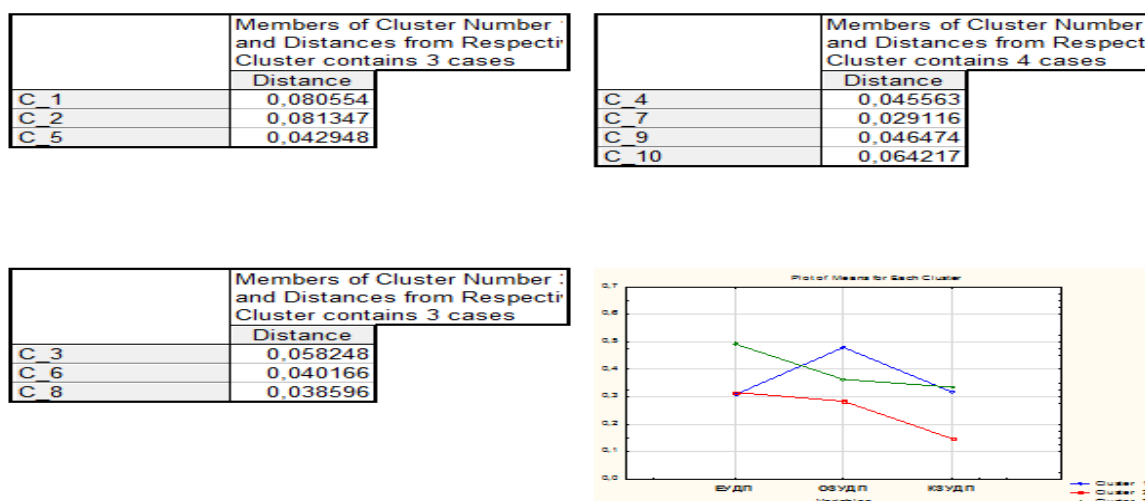 Members of Cluster Number
and Distances from Respecti
Cluster contains 3 cases
Distance
C_1 0,080554
C_2 0,081347
C_5 0,042948
Members of Cluster Number
and Distances from Respect
Cluster contains 4 cases
Distance
C_4 0,045563
C_7 0,029116
C_9 0,046474
C_10 0,064217
Members of Cluster Number
and Distances from Respecti
Cluster contains 3 cases
Distance
C_3 0,058248
C_6 0,040166
C_8 0,038596
Plot of Means for Each Cluster
0,7
0,6
0,5
0,4
0,3
0,2
0,1
0,0
ЕУДП ОЗУДП КЗУДП
Variables
Cluster
Cluster
Cluster